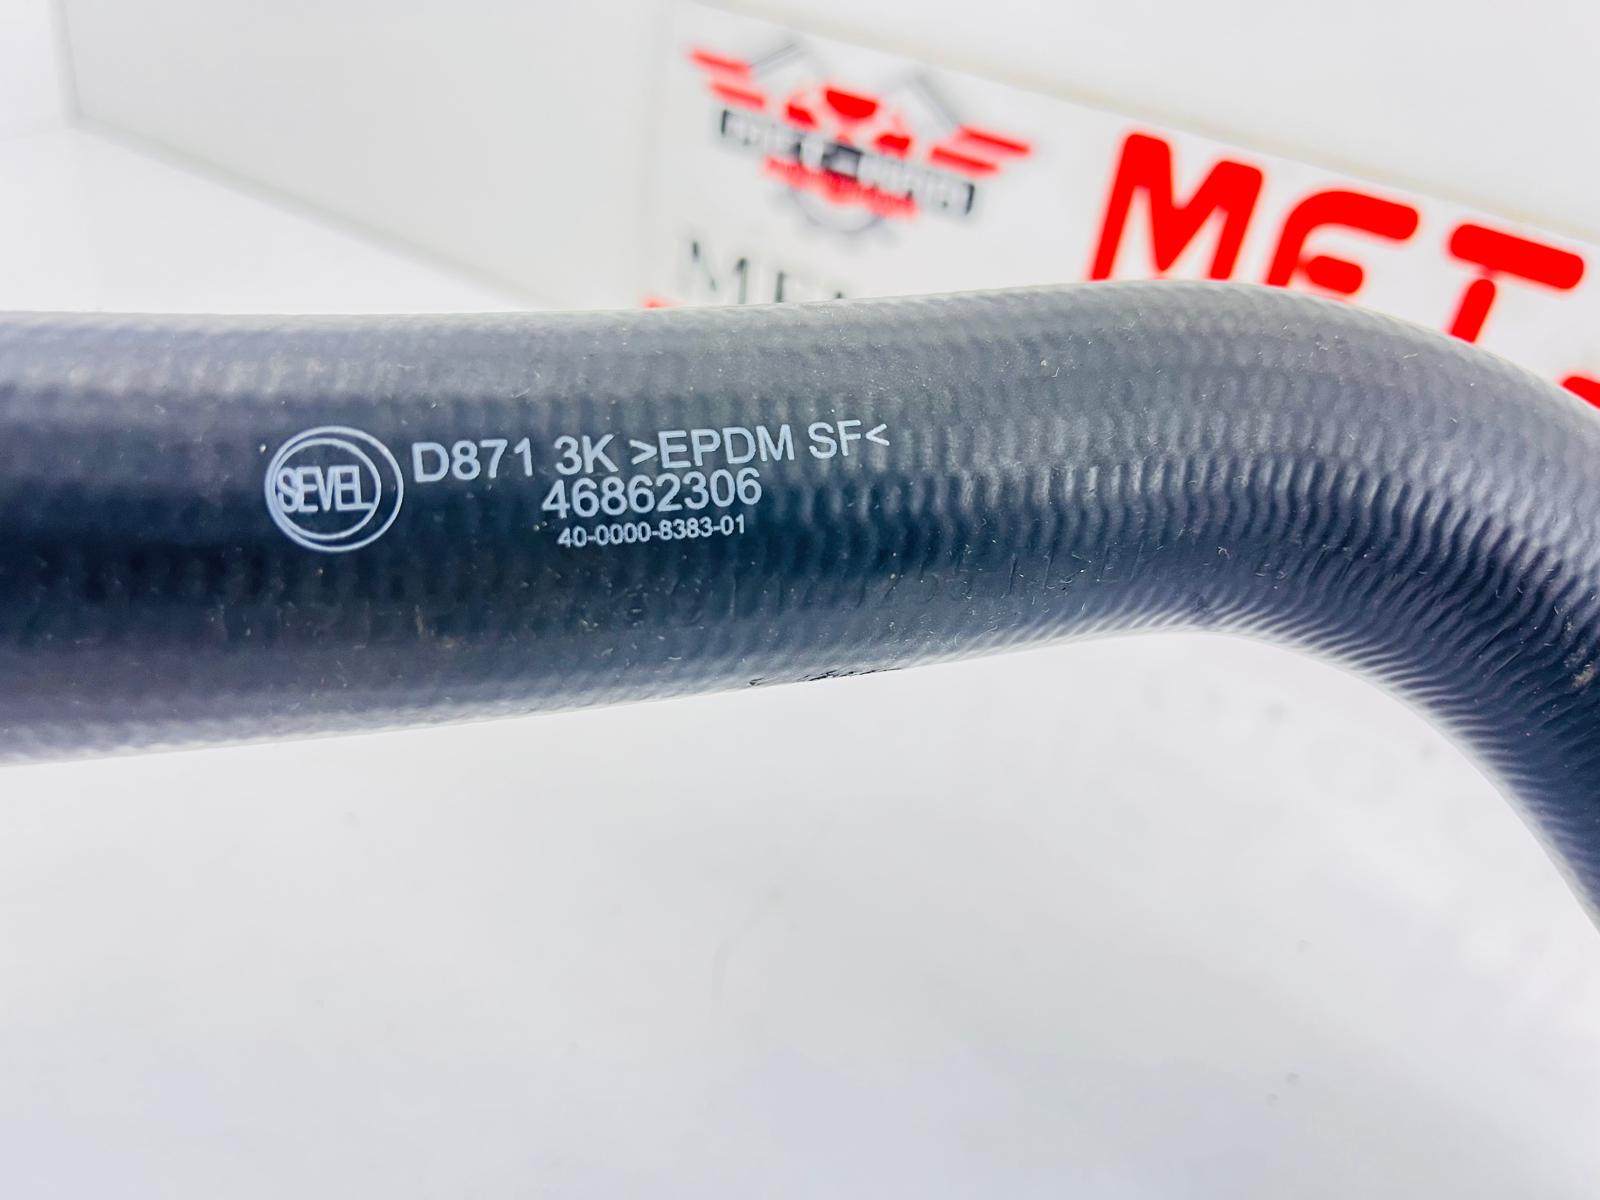 MET
SEVEL
D871 3K >EPDM SF<
46862306
40-0000-8383-01